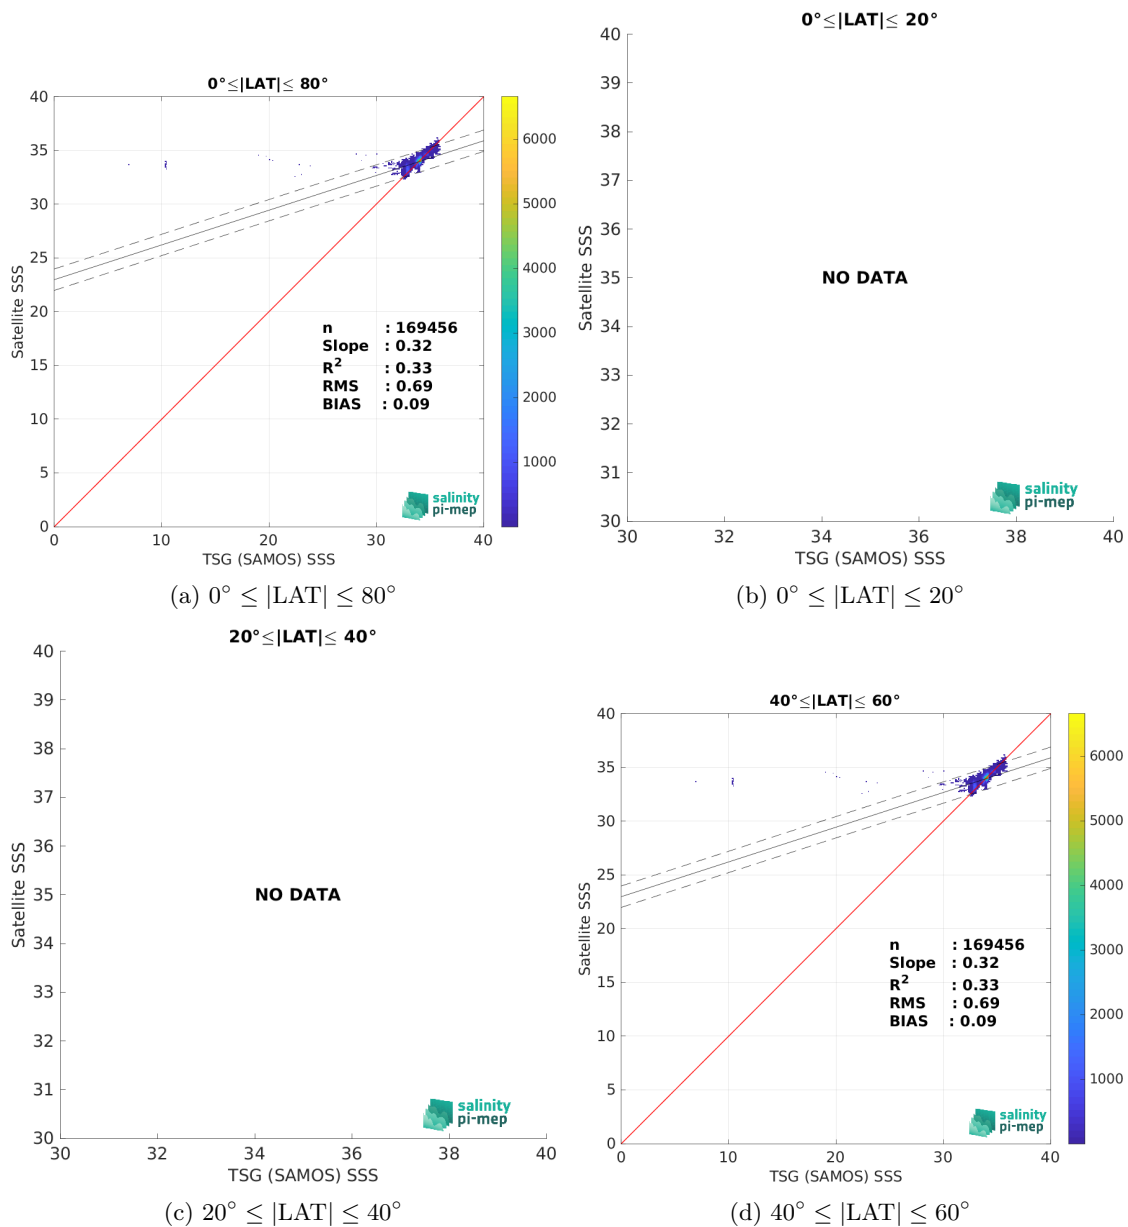 0°≤|LAT|≤ 80°
40
35
30
25
20
15
10
5
0
0
10
20
30
40
Satellite SSS
TSG (SAMOS) SSS
n : 169456
Slope : 0.32
R² : 0.33
RMS : 0.69
BIAS : 0.09
salinity
pi-mep
6000
5000
4000
3000
2000
1000
(a) 0° ≤ |LAT| ≤ 80°
0°≤|LAT|≤ 20°
40
39
38
37
36
35
34
33
32
31
30
30
32
34
36
38
40
Satellite SSS
TSG (SAMOS) SSS
NO DATA
salinity
pi-mep
(b) 0° ≤ |LAT| ≤ 20°
20°≤|LAT|≤ 40°
40
39
38
37
36
35
34
33
32
31
30
30
32
34
36
38
40
Satellite SSS
TSG (SAMOS) SSS
NO DATA
salinity
pi-mep
(c) 20° ≤ |LAT| ≤ 40°
40°≤|LAT|≤ 60°
40
35
30
25
20
15
10
5
0
0
10
20
30
40
Satellite SSS
TSG (SAMOS) SSS
n : 169456
Slope : 0.32
R² : 0.33
RMS : 0.69
BIAS : 0.09
salinity
pi-mep
6000
5000
4000
3000
2000
1000
(d) 40° ≤ |LAT| ≤ 60°